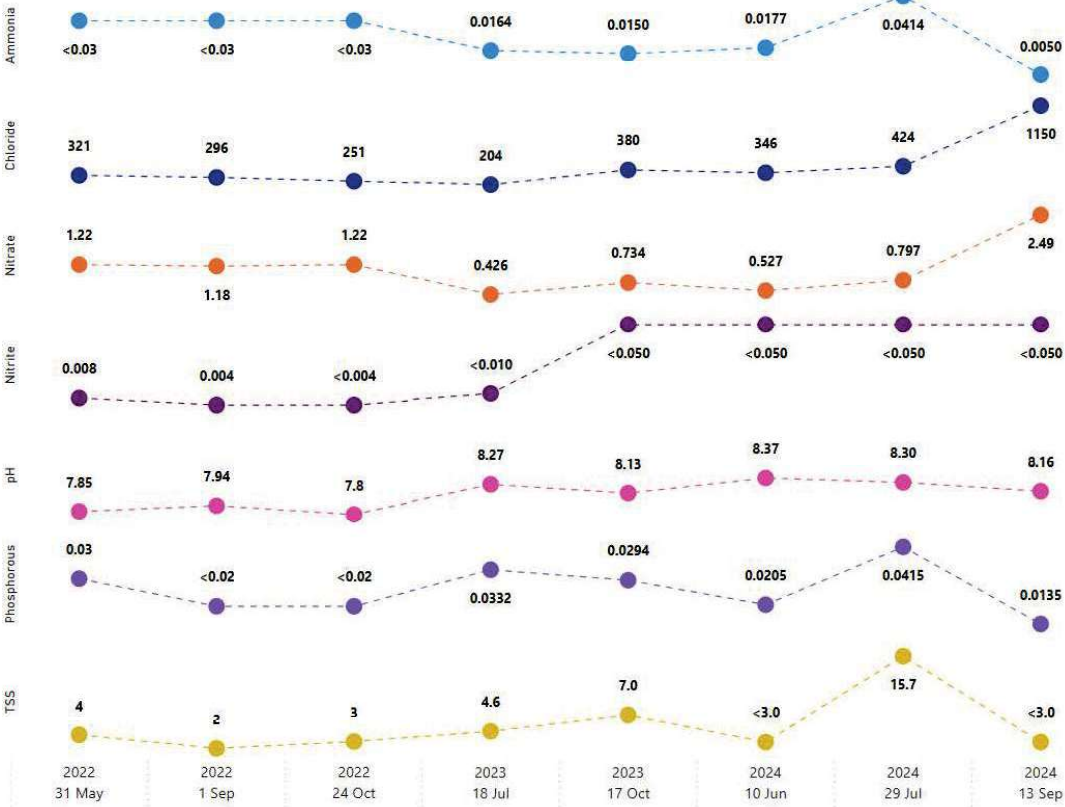 Ammonia
<0.03 <0.03 <0.03 0.0164 0.0150 0.0177 0.0414 0.0050
Chloride
321 296 251 204 380 346 424 1150
Nitrate
1.22 1.18 1.22 0.426 0.734 0.527 0.797 2.49
Nitrite
0.008 0.004 <0.004 <0.010 <0.050 <0.050 <0.050 <0.050
pH
7.85 7.94 7.8 8.27 8.13 8.37 8.30 8.16
Phosphorous
0.03 <0.02 <0.02 0.0332 0.0294 0.0205 0.0415 0.0135
TSS
4 2 3 4.6 7.0 <3.0 15.7 <3.0
2022 2022 2022 2023 2023 2024 2024 2024
31 May 1 Sep 24 Oct 18 Jul 17 Oct 10 Jun 29 Jul 13 Sep